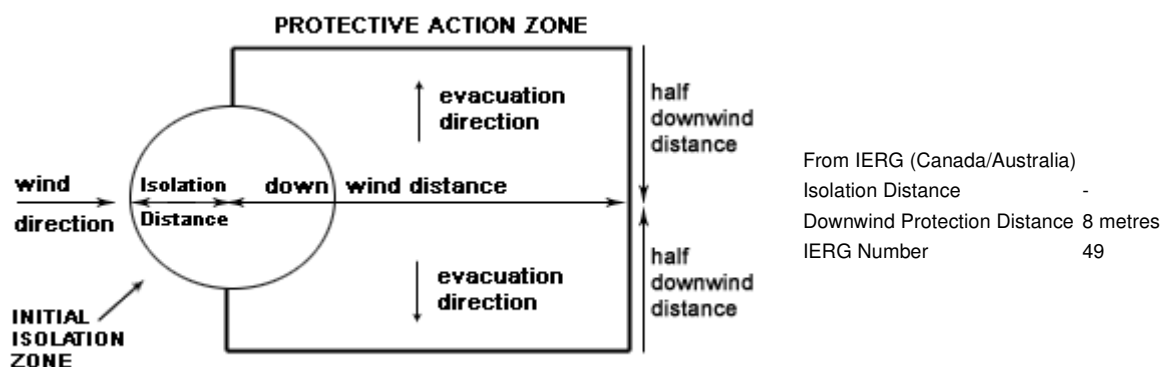 PROTECTIVE ACTION ZONE
evacuation
direction
half
downwind
distance
wind
direction
Isolation
Distance
down wind distance
evacuation
direction
half
downwind
distance
INITIAL
ISOLATION
ZONE
From IERG (Canada/Australia)
Isolation Distance -
Downwind Protection Distance 8 metres
IERG Number 49